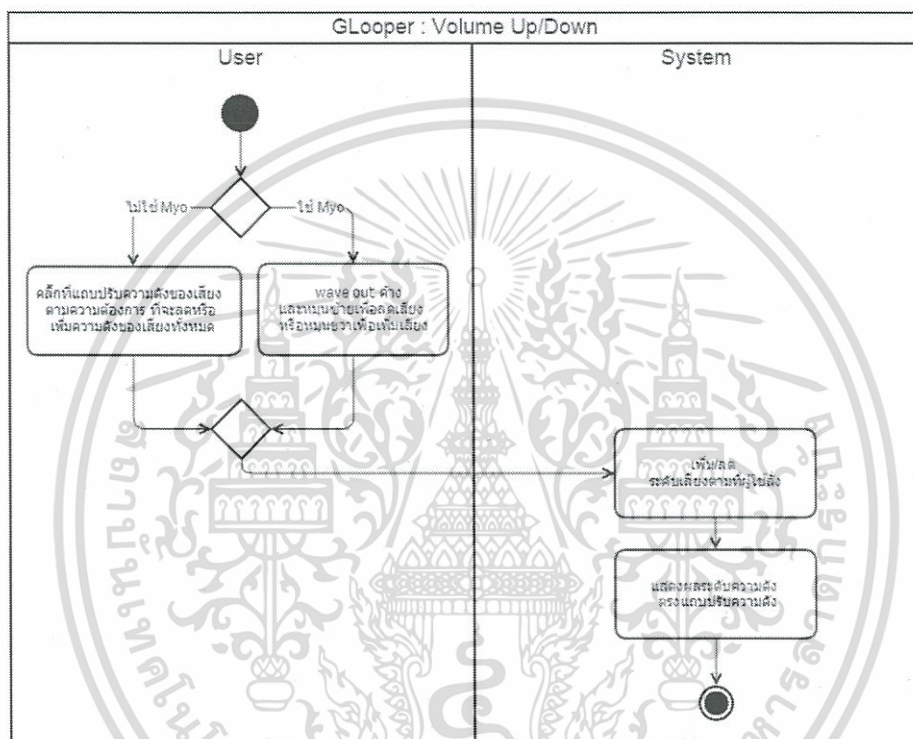 GLooper : Volume Up/Down
User
System
ไม่ใช้ Myo
ใช้ Myo
คลิ๊กที่แถบปรับความดังของเสียง
ตามความต้องการ ที่จะลดหรือ
เพิ่มความดังของเสียงทั้งหมด
wave out ค้าง
และหมุนซ้ายเพื่อลดเสียง
หรือหมุนขวาเพื่อเพิ่มเสียง
เพิ่ม/ลด
ระดับเสียงตามที่ผู้ใช้สั่ง
แสดงผลระดับความดัง
ตรงแถบปรับความดัง